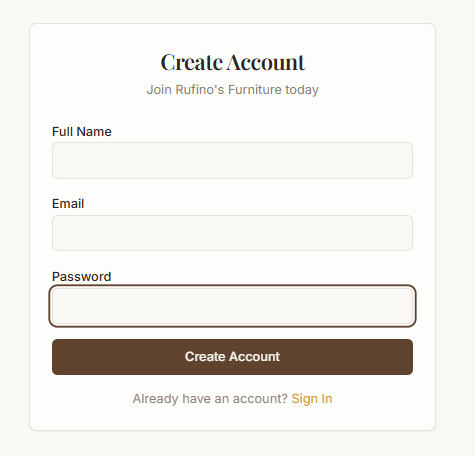 Create Account
Join Rufino's Furniture today
Full Name
Email
Password
Create Account
Already have an account? Sign In